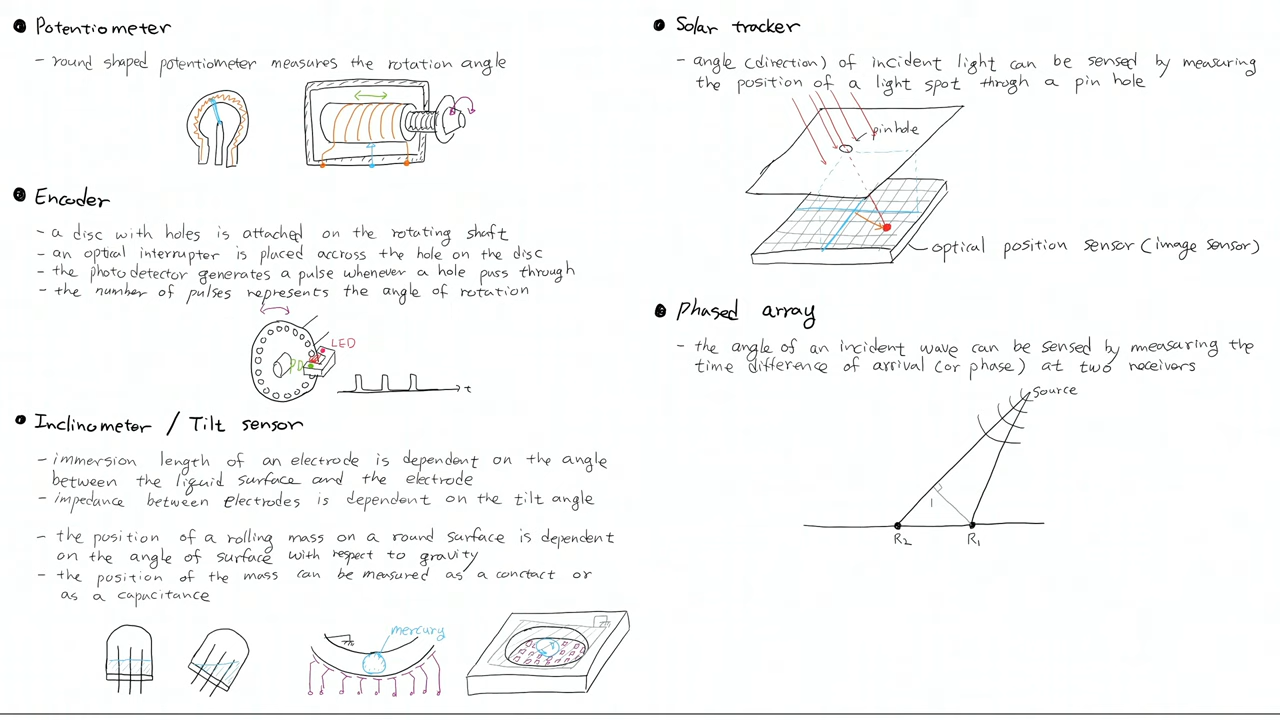 • Potentiometer
- round shaped potentiometer measures the rotation angle
• Encoder
- a disc with holes is attached on the rotating shaft
- an optical interrupter is placed accross the hole on the disc
- the photodetector generates a pulse whenever a hole pass through
- the number of pulses represents the angle of rotation
LED
PD
t
• Inclinometer / Tilt sensor
- immersion length of an electrode is dependent on the angle
between the liquid surface and the electrode
- impedance between electrodes is dependent on the tilt angle
- the position of a rolling mass on a round surface is dependent
on the angle of surface with respect to gravity
- the position of the mass can be measured as a conctact or
as a capacitance
mercury
• Solar tracker
- angle (direction) of incident light can be sensed by measuring
the position of a light spot thrugh a pin hole
pinhole
optical position sensor (image sensor)
• Phased array
- the angle of an incident wave can be sensed by measuring the
time difference of arrival (or phase) at two receivers
source
R2
R1